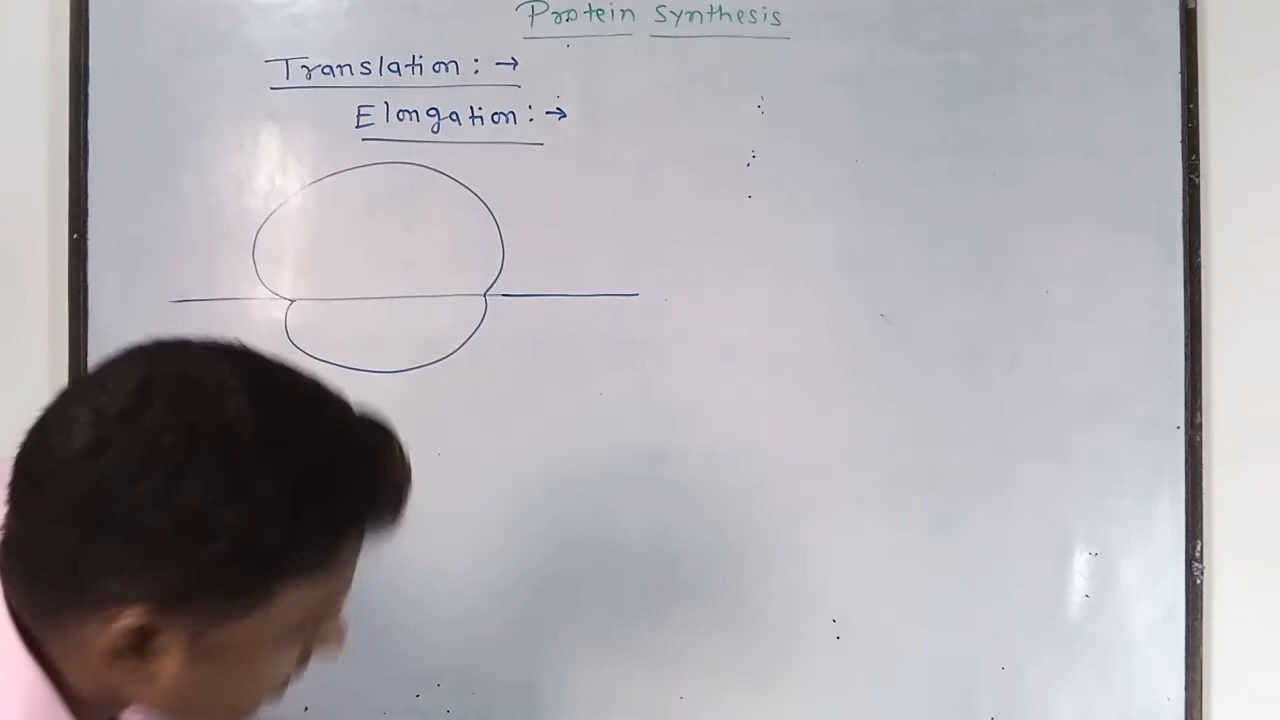 Protein synthesis
Translation : →
Elongation : →